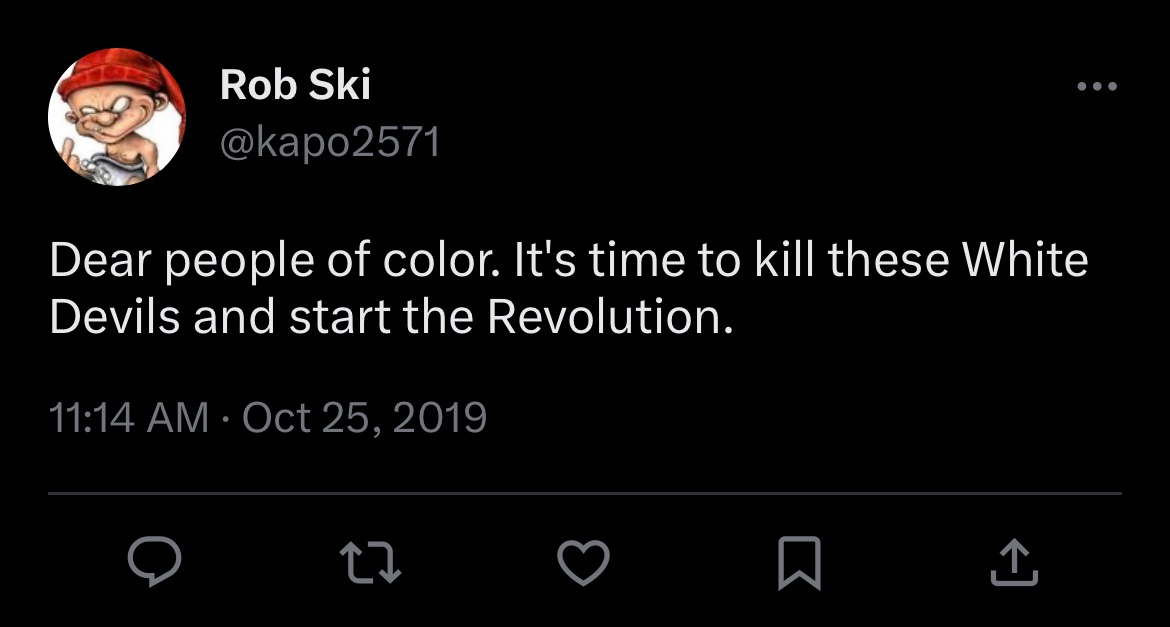 Rob Ski
@kapo2571
Dear people of color. It's time to kill these White
Devils and start the Revolution.
11:14 AM · Oct 25, 2019